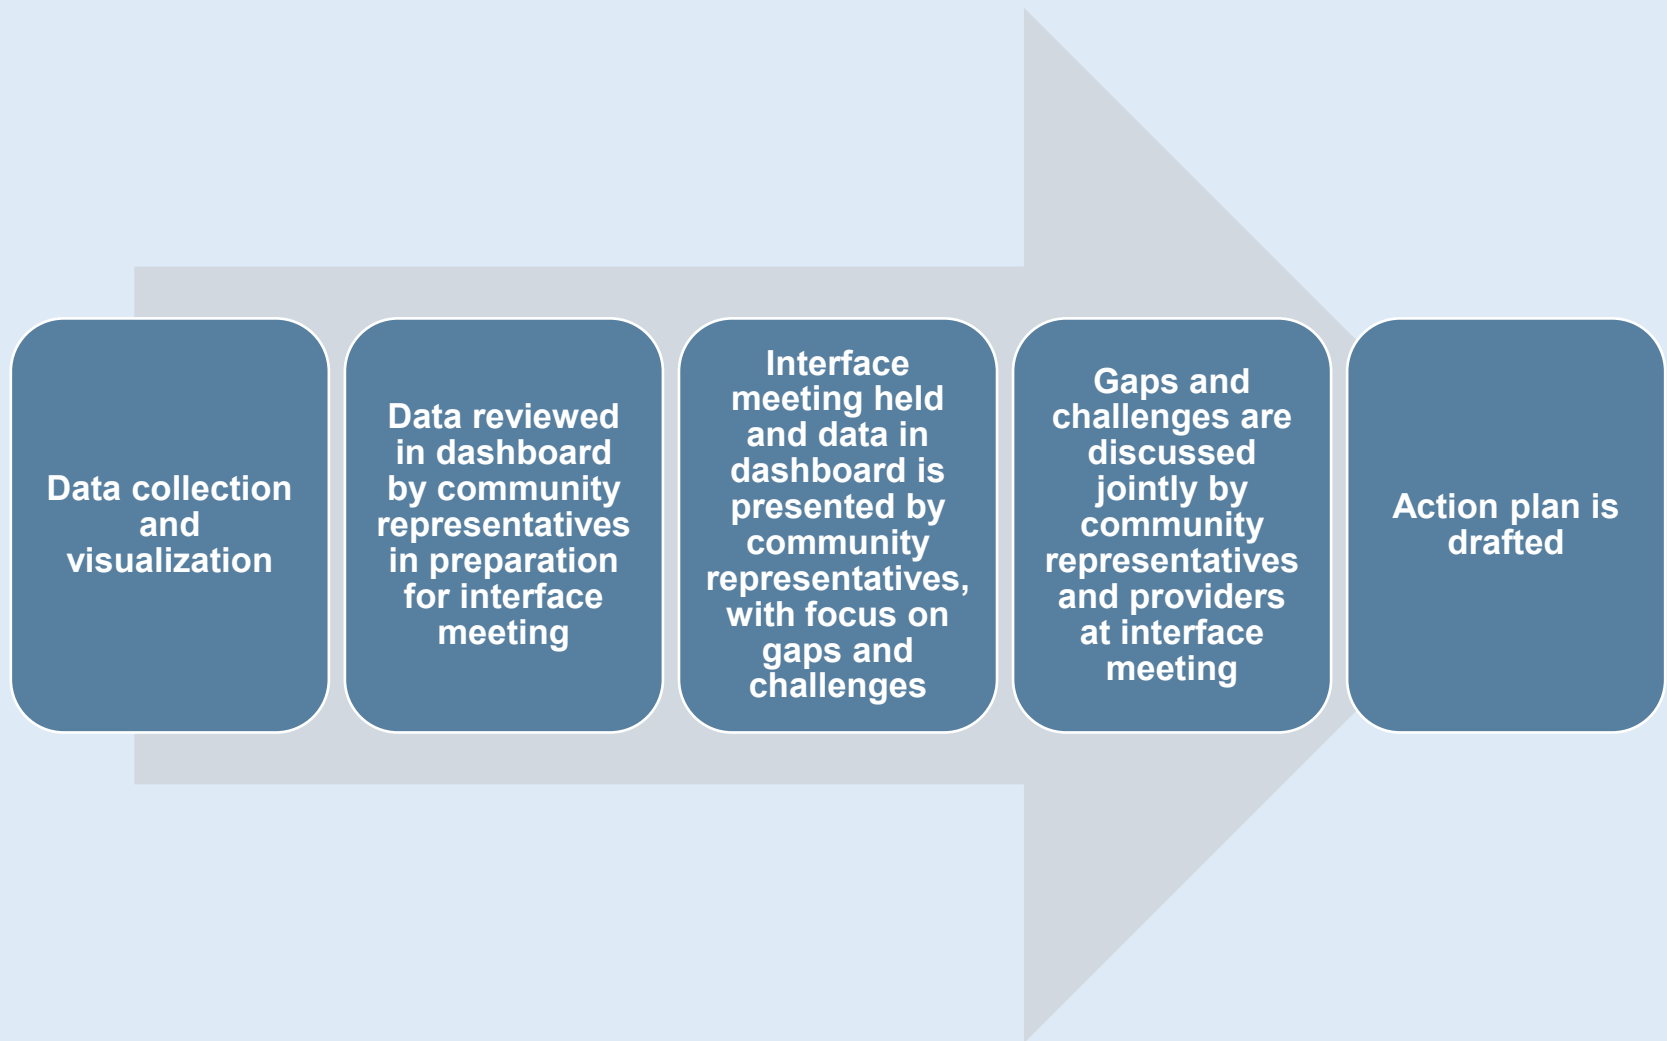 Data collection
and
visualization
Data reviewed
in dashboard
by community
representatives
in preparation
for interface
meeting
Interface
meeting held
and data in
dashboard is
presented by
community
representatives,
with focus on
gaps and
challenges
Gaps and
challenges are
discussed
jointly by
community
representatives
and providers
at interface
meeting
Action plan is
drafted